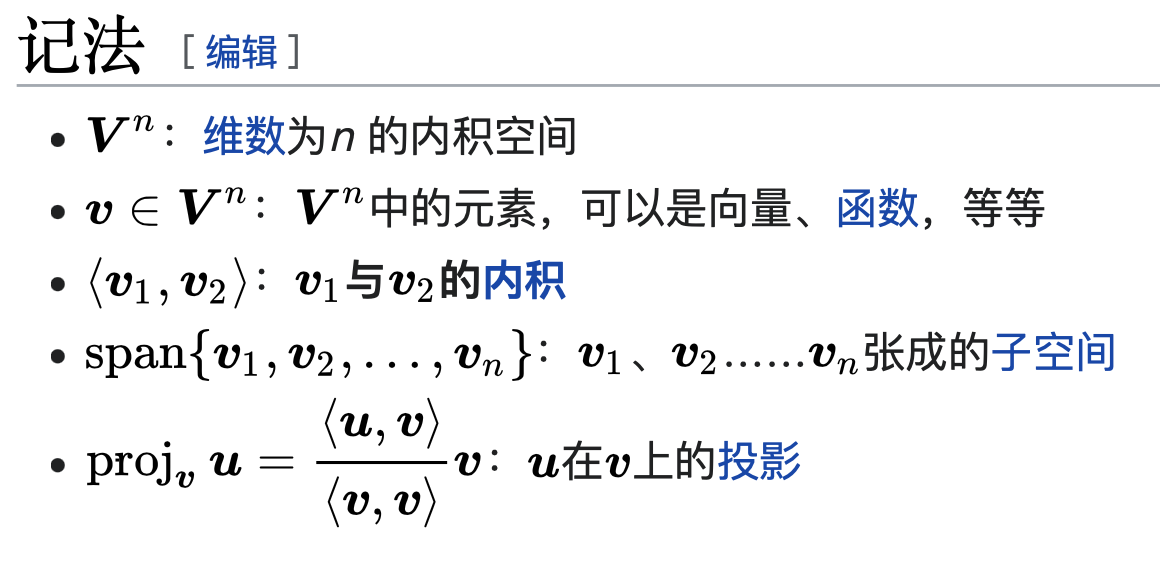 记法 [ 编辑 ]
• Vⁿ：维数为n 的内积空间
• v ∈ Vⁿ：Vⁿ中的元素，可以是向量、函数，等等
• ⟨v₁, v₂⟩：v₁与v₂的内积
• span{v₁, v₂, . . . , vₙ}：v₁、v₂……vₙ张成的子空间
• projᵥ u = ⟨u, v⟩/⟨v, v⟩ v：u在v上的投影